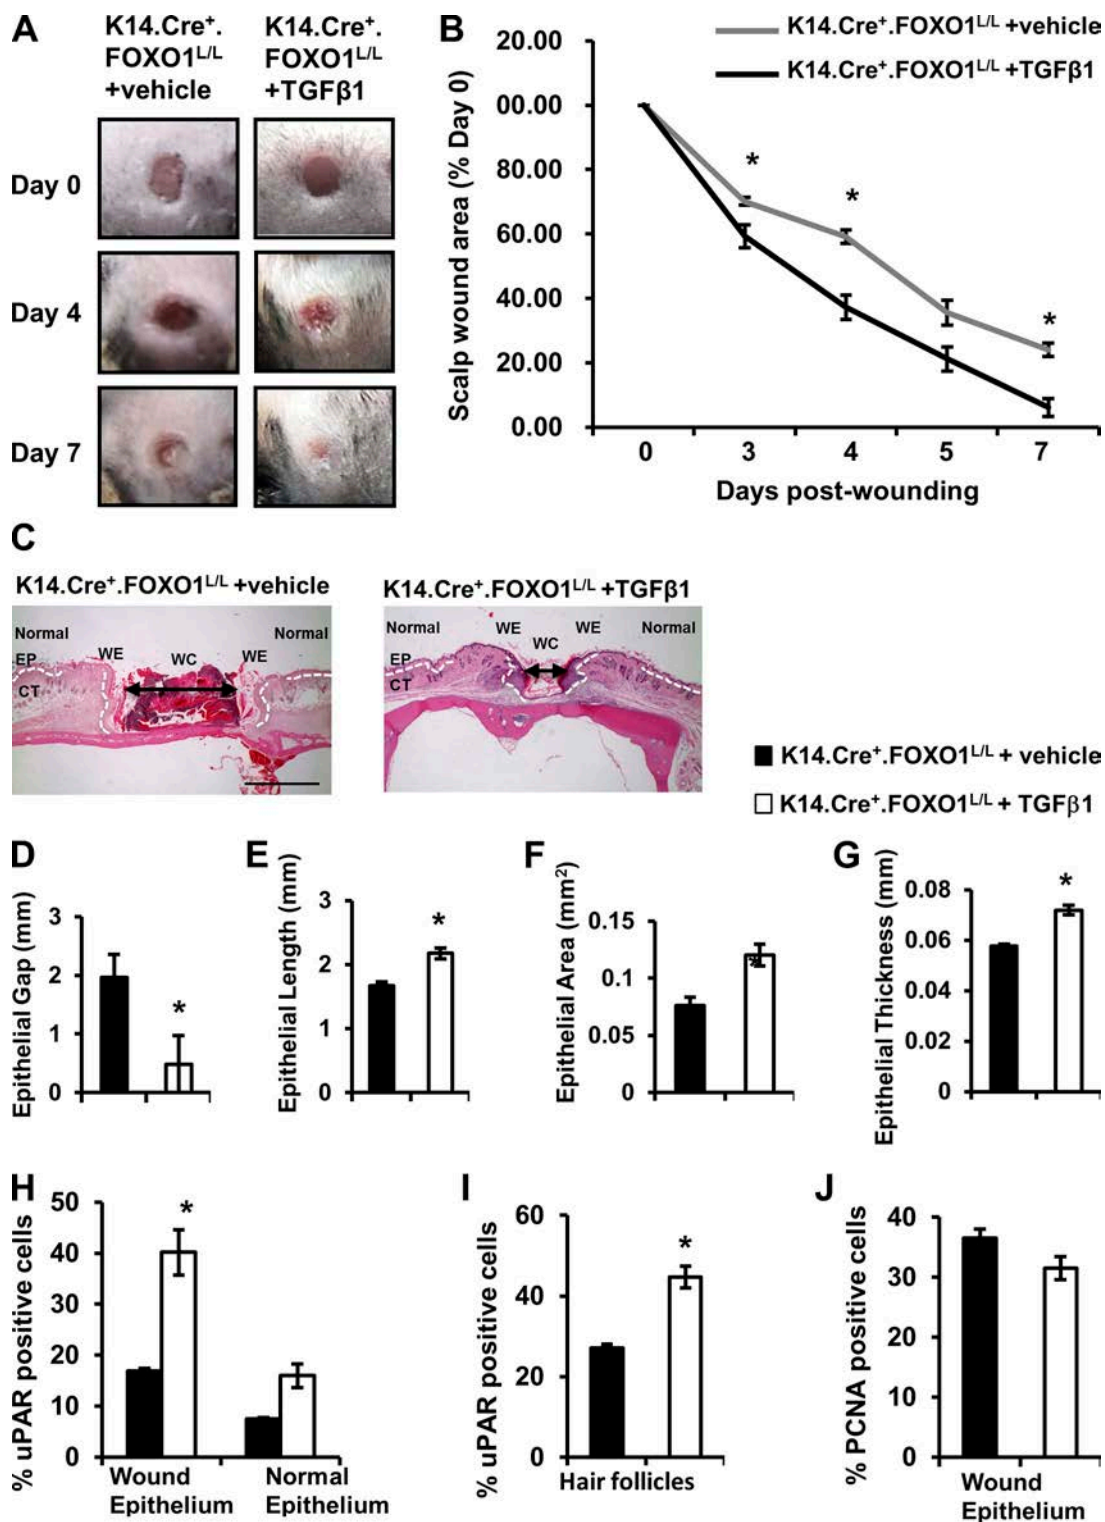 A
K14.Cre⁺.
FOXO1ᴸ/ᴸ
+vehicle
K14.Cre⁺.
FOXO1ᴸ/ᴸ
+TGFβ1
Day 0
Day 4
Day 7
B
K14.Cre⁺.FOXO1ᴸ/ᴸ +vehicle
K14.Cre⁺.FOXO1ᴸ/ᴸ +TGFβ1
Scalp wound area (% Day 0)
20.00
00.00
80.00
60.00
40.00
20.00
0.00
*
*
*
0 3 4 5 7
Days post-wounding
C
K14.Cre⁺.FOXO1ᴸ/ᴸ +vehicle
Normal
Normal
WE WC WE
EP
CT
K14.Cre⁺.FOXO1ᴸ/ᴸ +TGFβ1
Normal WE WE Normal
WC
EP
CT
K14.Cre⁺.FOXO1ᴸ/ᴸ + vehicle
K14.Cre⁺.FOXO1ᴸ/ᴸ + TGFβ1
D
Epithelial Gap (mm)
3
2
1
0
*
E
Epithelial Length (mm)
3
2
1
0
*
F
Epithelial Area (mm²)
0.15
0.1
0.05
0
*
G
Epithelial Thickness (mm)
0.08
0.06
0.04
0.02
0
*
H
% uPAR positive cells
50
40
30
20
10
0
*
Wound
Epithelium
Normal
Epithelium
I
% uPAR positive cells
60
40
20
0
*
Hair follicles
J
% PCNA positive cells
40
30
20
10
0
Wound
Epithelium